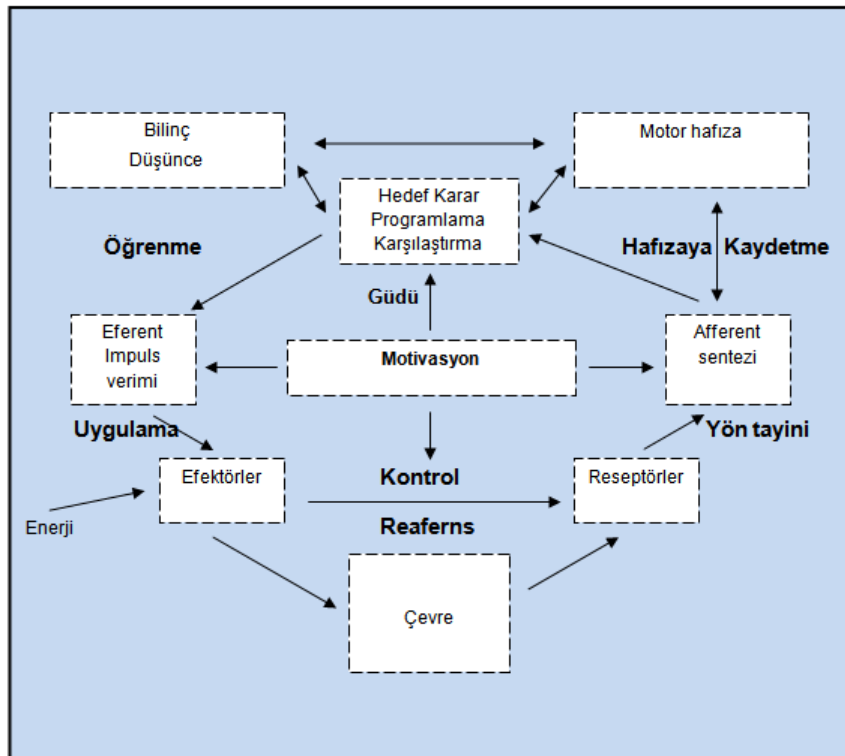 Bilinç
Düşünce
Motor hafıza
Hedef Karar
Programlama
Karşılaştırma
Öğrenme
Hafızaya Kaydetme
Güdü
Eferent
Impuls
verimi
Motivasyon
Afferent
sentezi
Uygulama
Yön tayini
Efektörler
Kontrol
Reseptörler
Enerji
Reaferns
Çevre